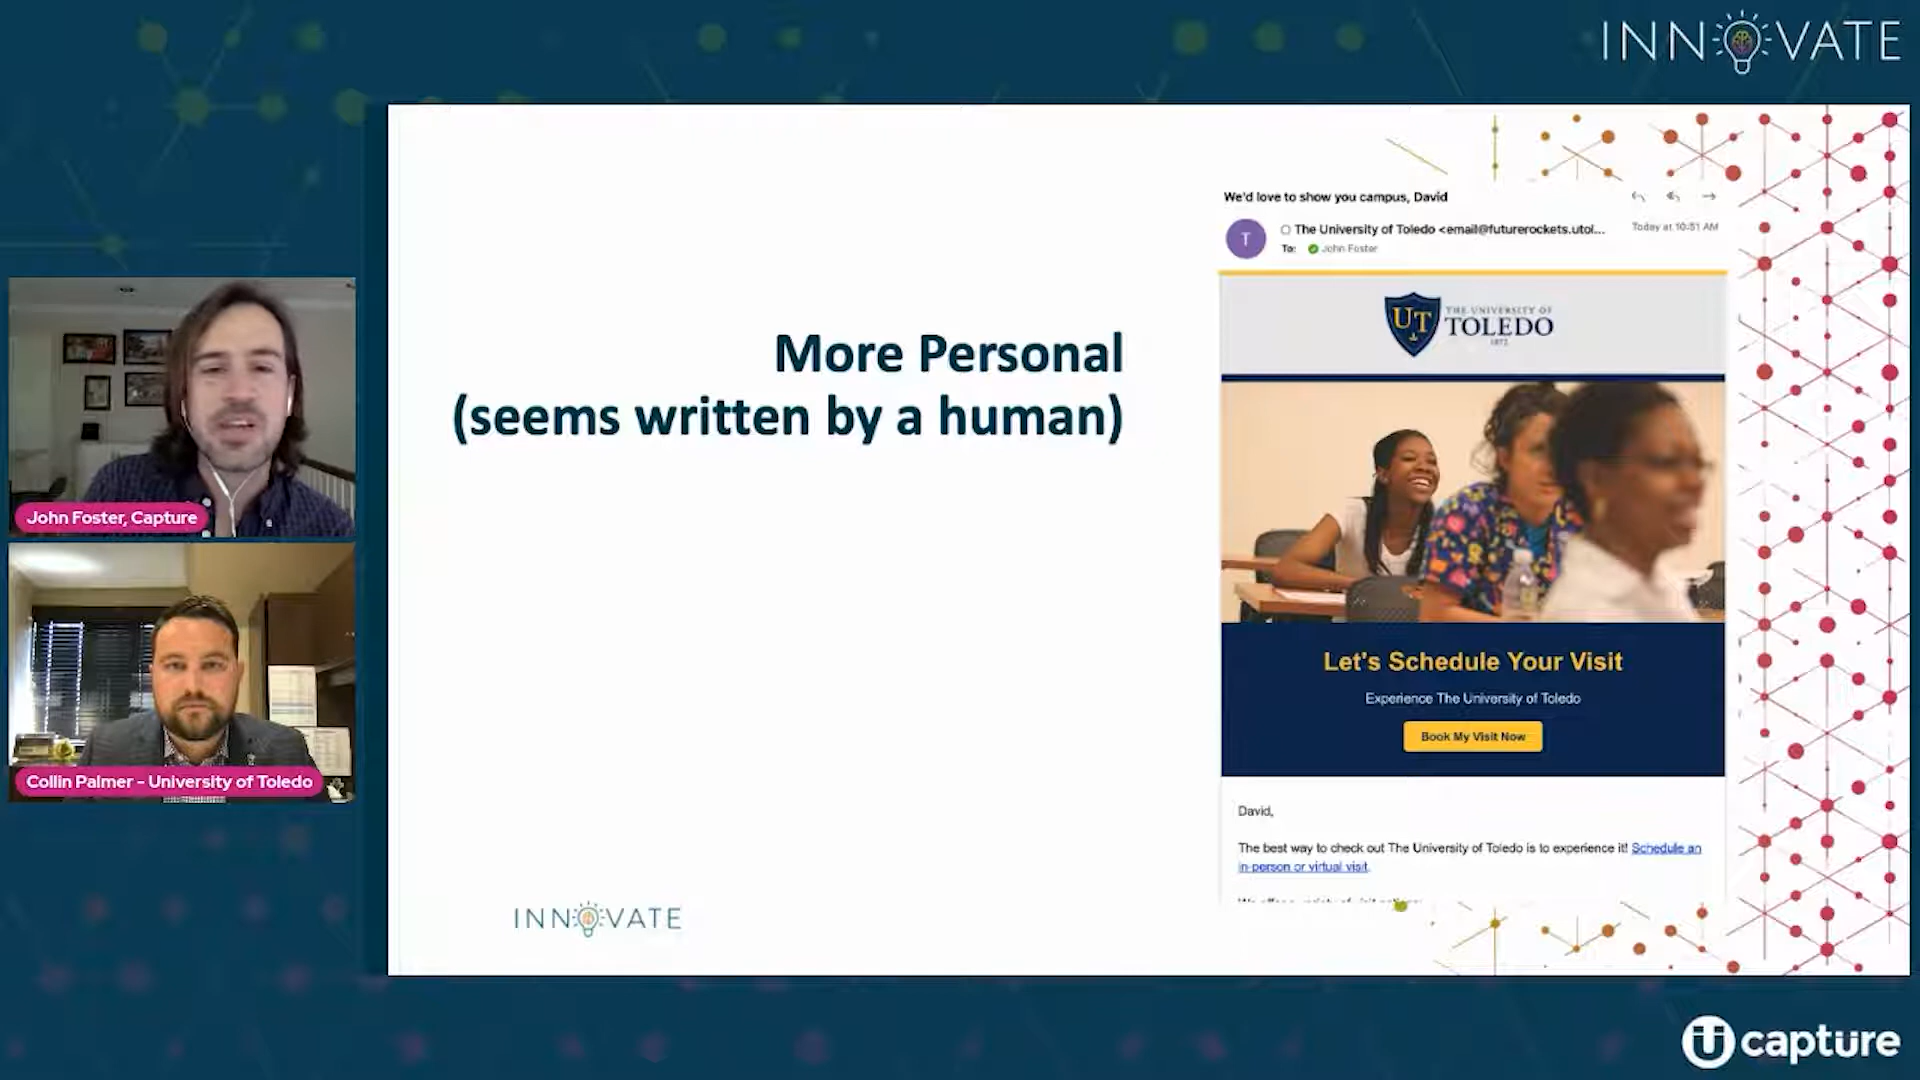 INNOVATE
We'd love to show you campus, David
T
The University of Toledo <email@futurerockets.utol...
Today at 10:51 AM
To: John Foster
UT
THE UNIVERSITY OF
TOLEDO
1872
More Personal
(seems written by a human)
John Foster, Capture
Collin Palmer - University of Toledo
Let's Schedule Your Visit
Experience The University of Toledo
Book My Visit Now
David,
The best way to check out The University of Toledo is to experience it! Schedule an
in-person or virtual visit.
INNOVATE
capture